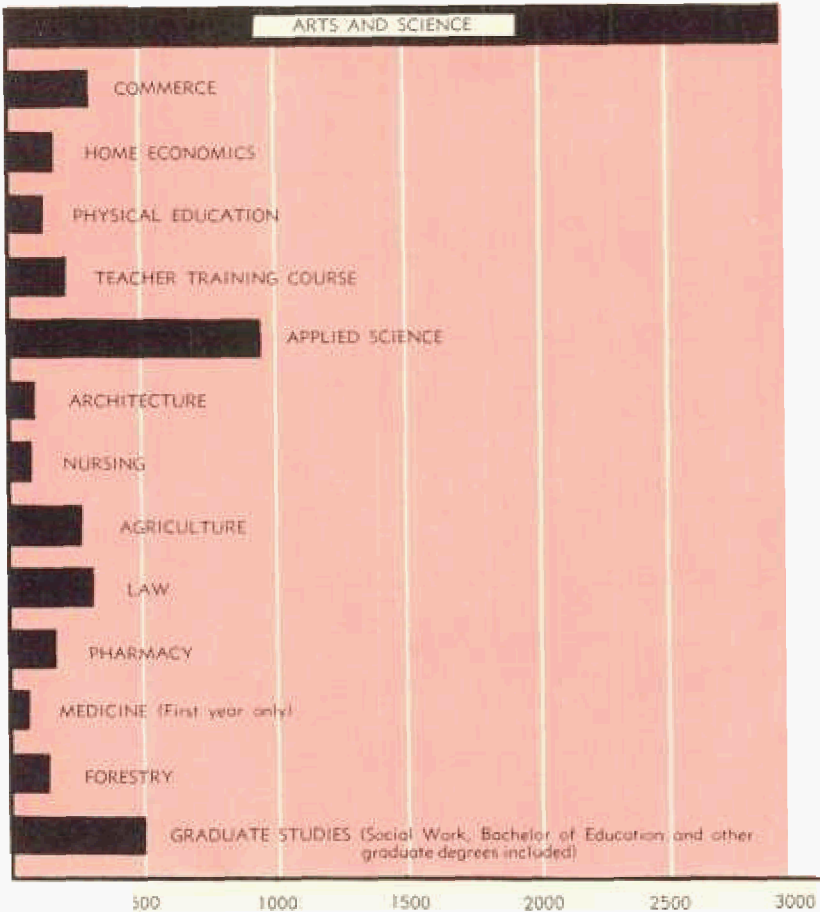 ARTS AND SCIENCE
COMMERCE
HOME ECONOMICS
PHYSICAL EDUCATION
TEACHER TRAINING COURSE
APPLIED SCIENCE
ARCHITECTURE
NURSING
AGRICULTURE
LAW
PHARMACY
MEDICINE (First year only)
FORESTRY
GRADUATE STUDIES (Social Work, Bachelor of Education and other
graduate degrees included)
500 1000 1500 2000 2500 3000